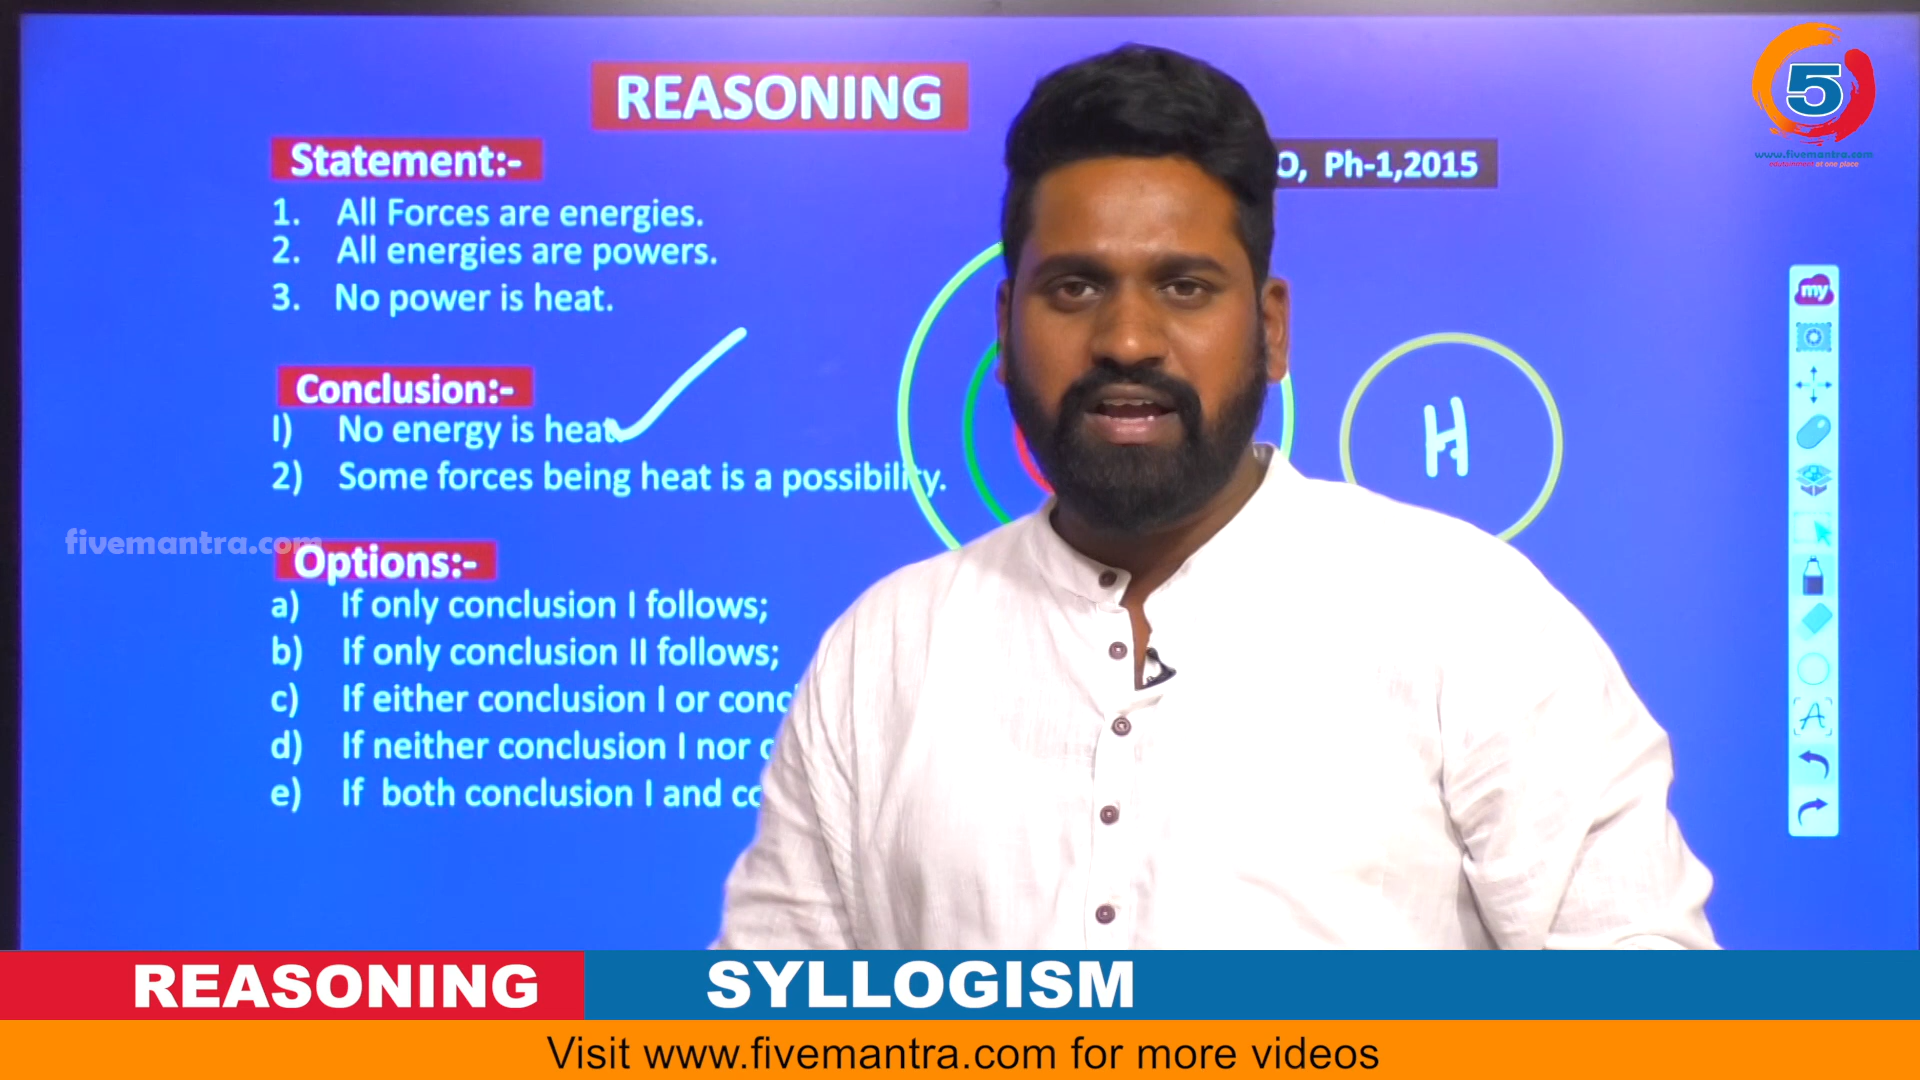 REASONING
5
www.fivemantra.com
at one place
Statement:-
O, Ph-1,2015
1. All Forces are energies.
2. All energies are powers.
3. No power is heat.
my
Conclusion:-
I) No energy is heat
2) Some forces being heat is a possibility.
H
fivemantra.com
Options:-
a) If only conclusion I follows;
b) If only conclusion II follows;
c) If either conclusion I or conc
d) If neither conclusion I nor
e) If both conclusion I and
A
REASONING SYLLOGISM
Visit www.fivemantra.com for more videos